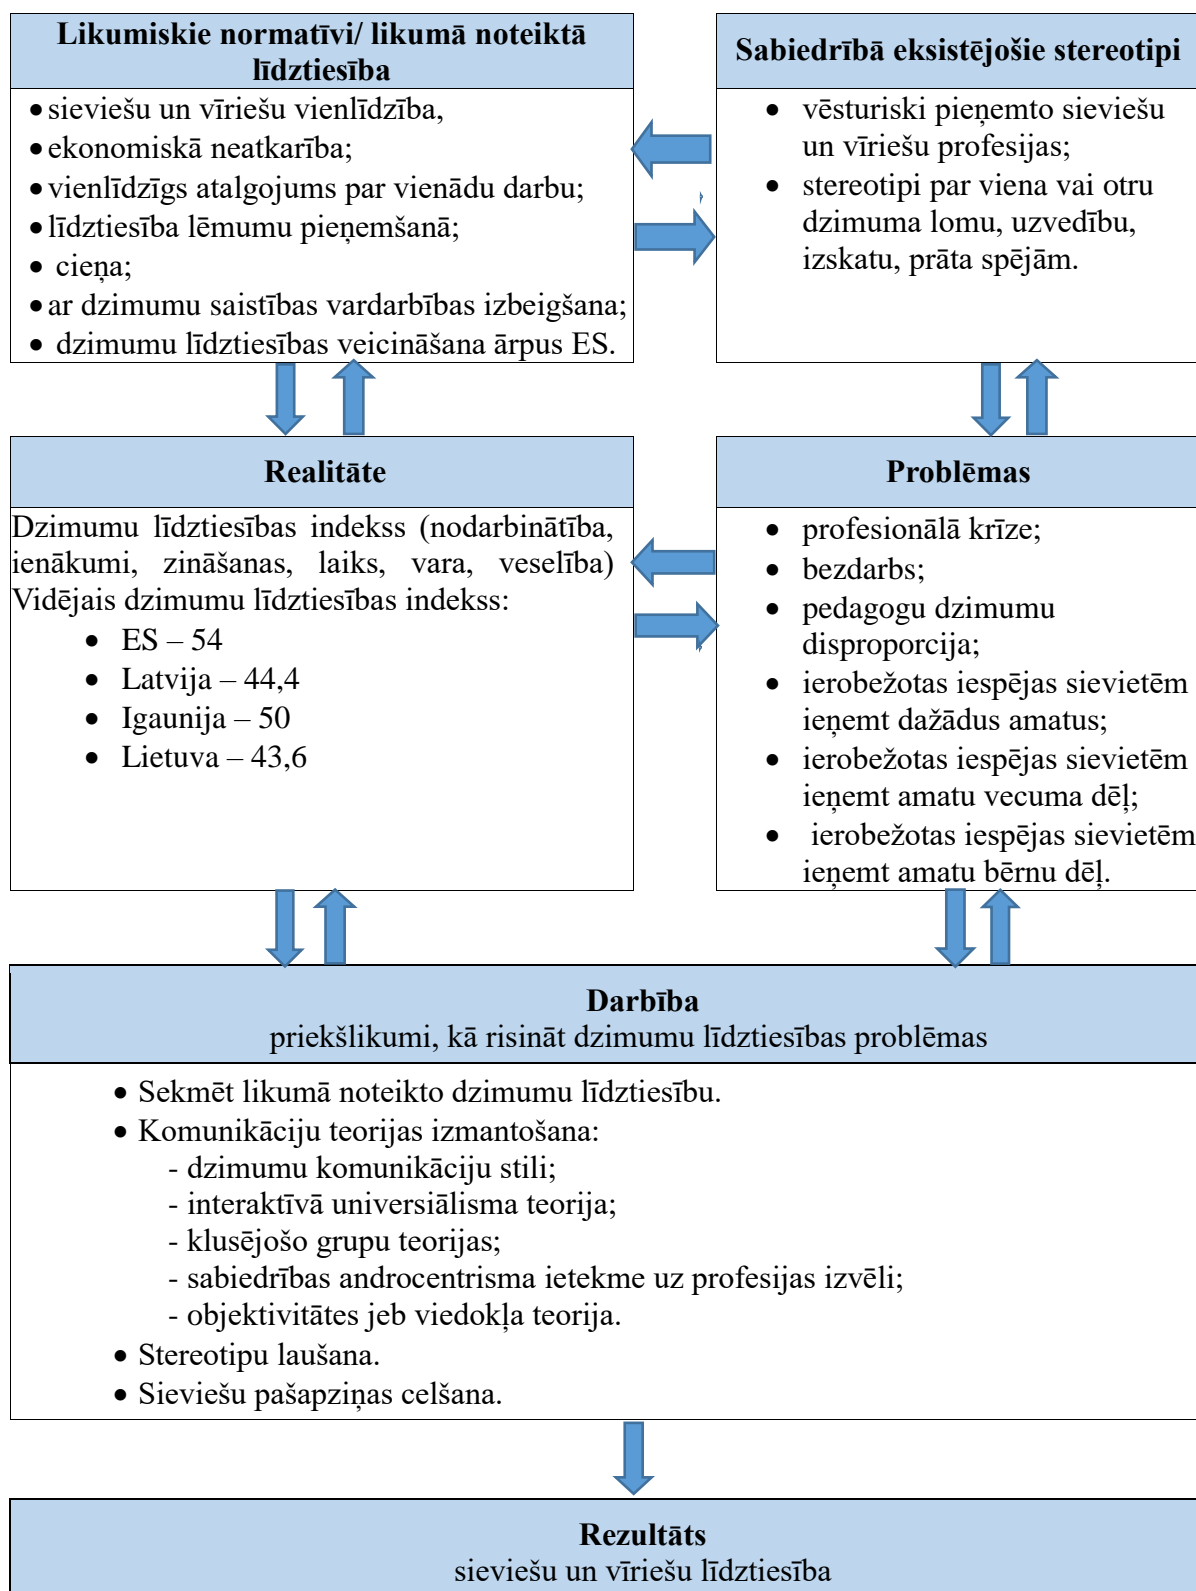 Likumiskie normatīvi/ likumā noteiktā
līdztiesība
• sieviešu un vīriešu vienlīdzība,
• ekonomiskā neatkarība;
• vienlīdzīgs atalgojums par vienādu darbu;
• līdztiesība lēmumu pieņemšanā;
• cieņa;
• ar dzimumu saistības vardarbības izbeigšana;
• dzimumu līdztiesības veicināšana ārpus ES.
Sabiedrībā eksistējošie stereotipi
• vēsturiski pieņemto sieviešu
un vīriešu profesijas;
• stereotipi par viena vai otru
dzimuma lomu, uzvedību,
izskatu, prāta spējām.
Realitāte
Dzimumu līdztiesības indekss (nodarbinātība,
ienākumi, zināšanas, laiks, vara, veselība)
Vidējais dzimumu līdztiesības indekss:
• ES – 54
• Latvija – 44,4
• Igaunija – 50
• Lietuva – 43,6
Problēmas
• profesionālā krīze;
• bezdarbs;
• pedagogu dzimumu
disproporcija;
• ierobežotas iespējas sievietēm
ieņemt dažādus amatus;
• ierobežotas iespējas sievietēm
ieņemt amatu vecuma dēļ;
• ierobežotas iespējas sievietēm
ieņemt amatu bērnu dēļ.
Darbība
priekšlikumi, kā risināt dzimumu līdztiesības problēmas
• Sekmēt likumā noteikto dzimumu līdztiesību.
• Komunikāciju teorijas izmantošana:
- dzimumu komunikāciju stili;
- interaktīvā universiālisma teorija;
- klusējošo grupu teorijas;
- sabiedrības androcentrisma ietekme uz profesijas izvēli;
- objektivitātes jeb viedokļa teorija.
• Stereotipu laušana.
• Sieviešu pašapziņas celšana.
Rezultāts
sieviešu un vīriešu līdztiesība